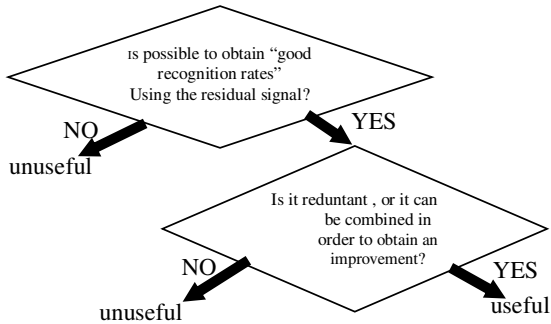 is possible to obtain “good
recognition rates”
Using the residual signal?
NO
YES
unuseful
Is it reduntant , or it can
be combined in
order to obtain an
improvement?
NO
YES
unuseful
useful